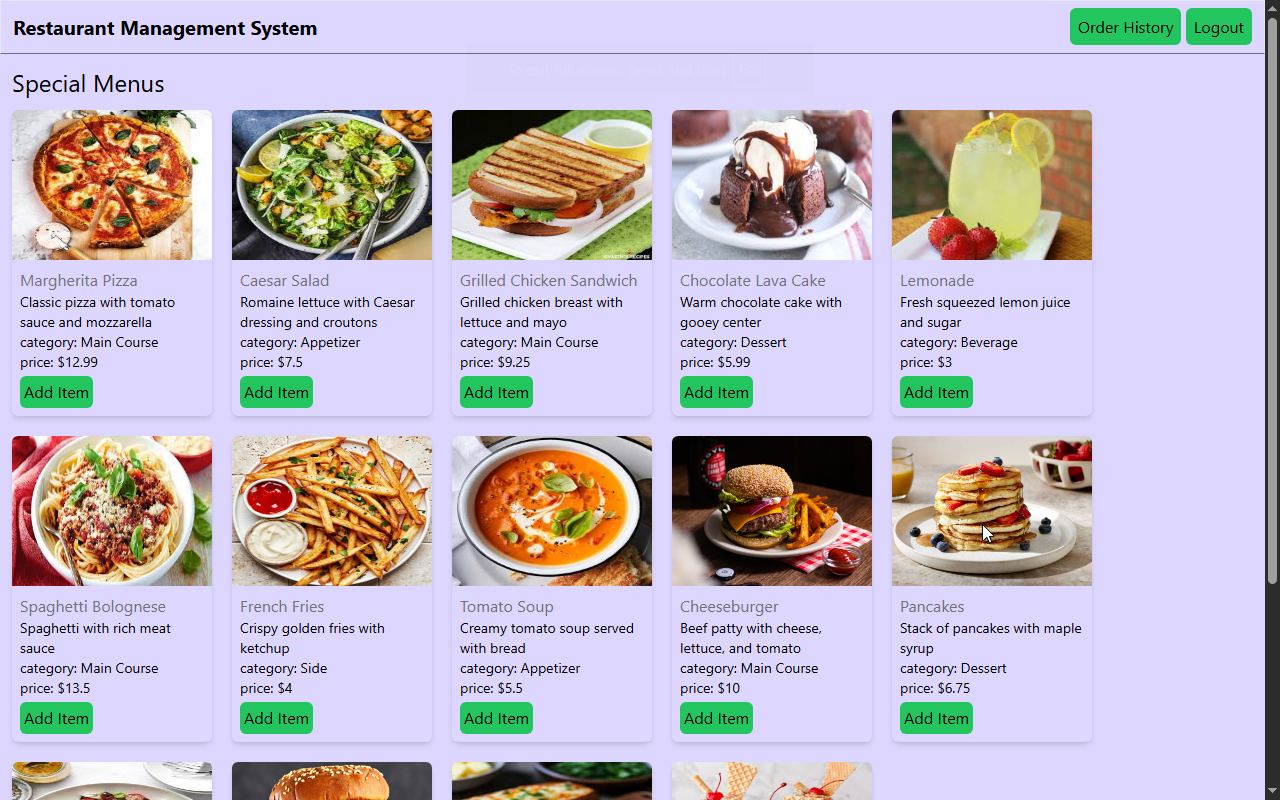 Restaurant Management System
Order History
Logout
Special Menus
Margherita Pizza
Classic pizza with tomato
sauce and mozzarella
category: Main Course
price: $12.99
Add Item
Caesar Salad
Romaine lettuce with Caesar
dressing and croutons
category: Appetizer
price: $7.5
Add Item
Grilled Chicken Sandwich
Grilled chicken breast with
lettuce and mayo
category: Main Course
price: $9.25
Add Item
Chocolate Lava Cake
Warm chocolate cake with
gooey center
category: Dessert
price: $5.99
Add Item
Lemonade
Fresh squeezed lemon juice
and sugar
category: Beverage
price: $3
Add Item
Spaghetti Bolognese
Spaghetti with rich meat
sauce
category: Main Course
price: $13.5
Add Item
French Fries
Crispy golden fries with
ketchup
category: Side
price: $4
Add Item
Tomato Soup
Creamy tomato soup served
with bread
category: Appetizer
price: $5.5
Add Item
Cheeseburger
Beef patty with cheese,
lettuce, and tomato
category: Main Course
price: $10
Add Item
Pancakes
Stack of pancakes with maple
syrup
category: Dessert
price: $6.75
Add Item